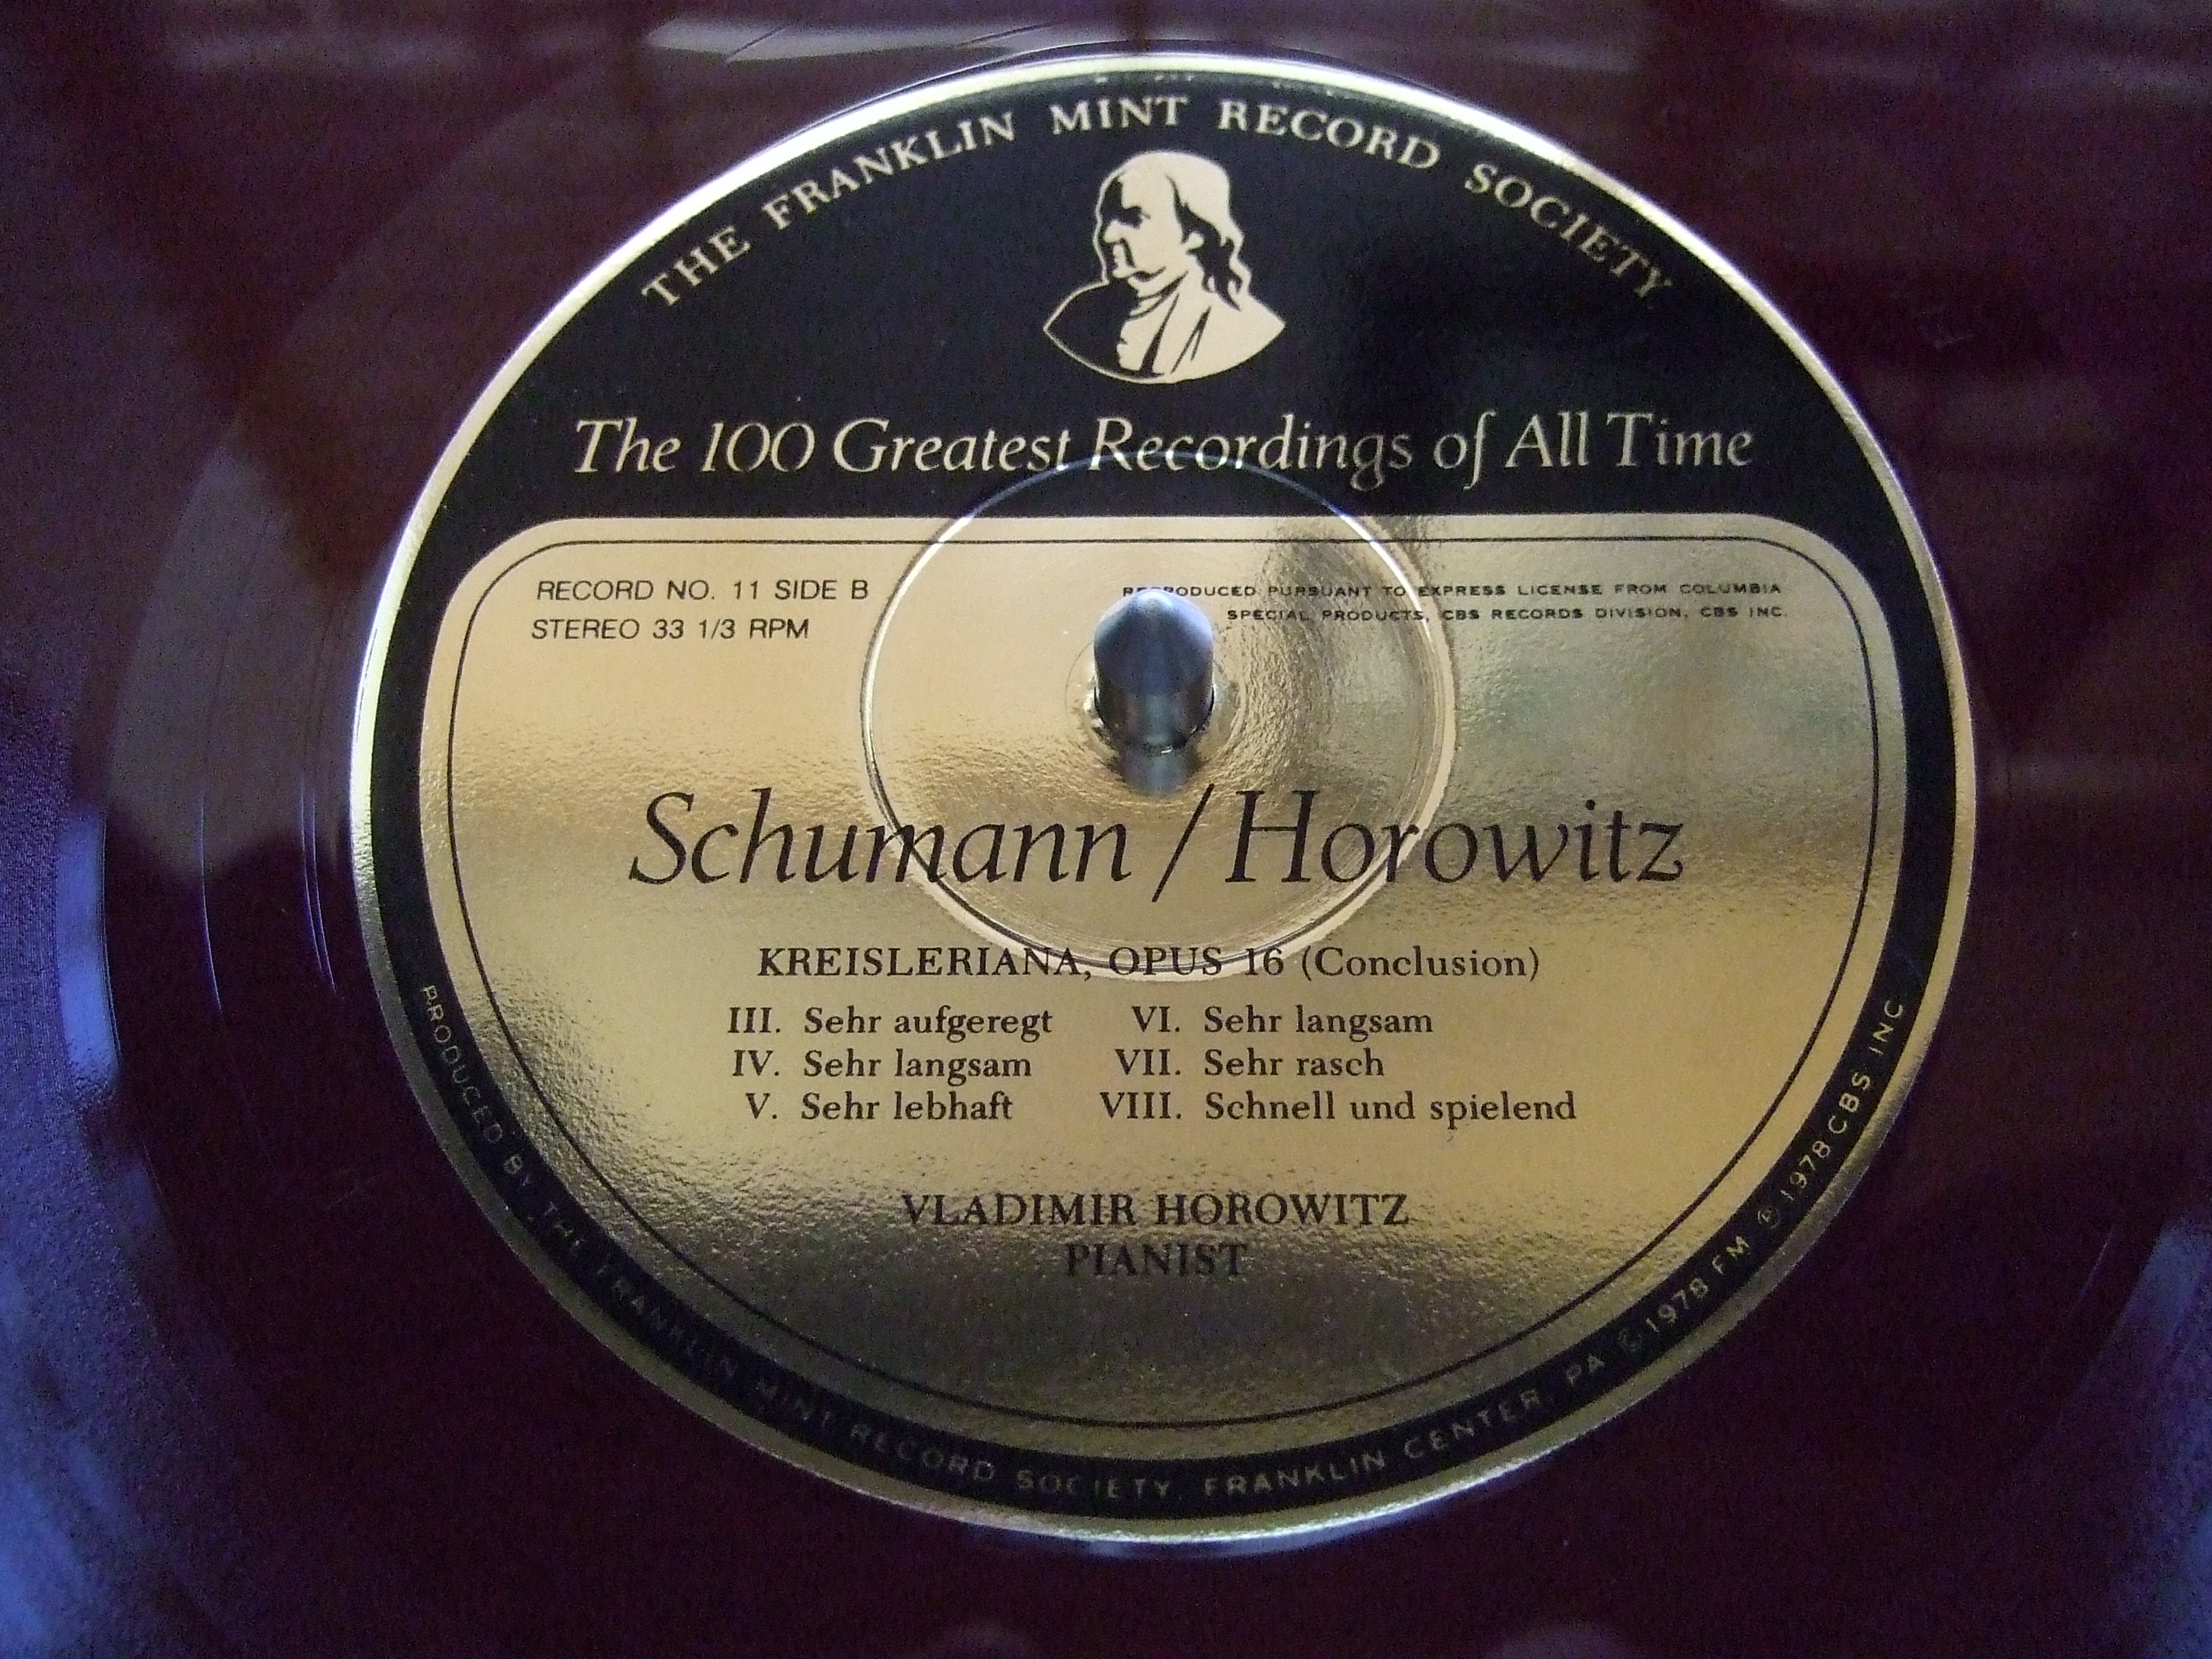 THE FRANKLIN MINT RECORD SOCIETY
The 100 Greatest Recordings of All Time
RECORD NO. 11 SIDE B
STEREO 33 1/3 RPM
REPRODUCED PURSUANT TO EXPRESS LICENSE FROM COLUMBIA
SPECIAL PRODUCTS, CBS RECORDS DIVISION, CBS INC.
Schumann / Horowitz
KREISLERIANA, OPUS 16 (Conclusion)
III. Sehr aufgeregt
IV. Sehr langsam
V. Sehr lebhaft
VI. Sehr langsam
VII. Sehr rasch
VIII. Schnell und spielend
VLADIMIR HOROWITZ
PIANIST
PRODUCED BY THE FRANKLIN MINT RECORD SOCIETY, FRANKLIN CENTER, PA © 1978 FM ℗ 1978 CBS INC.